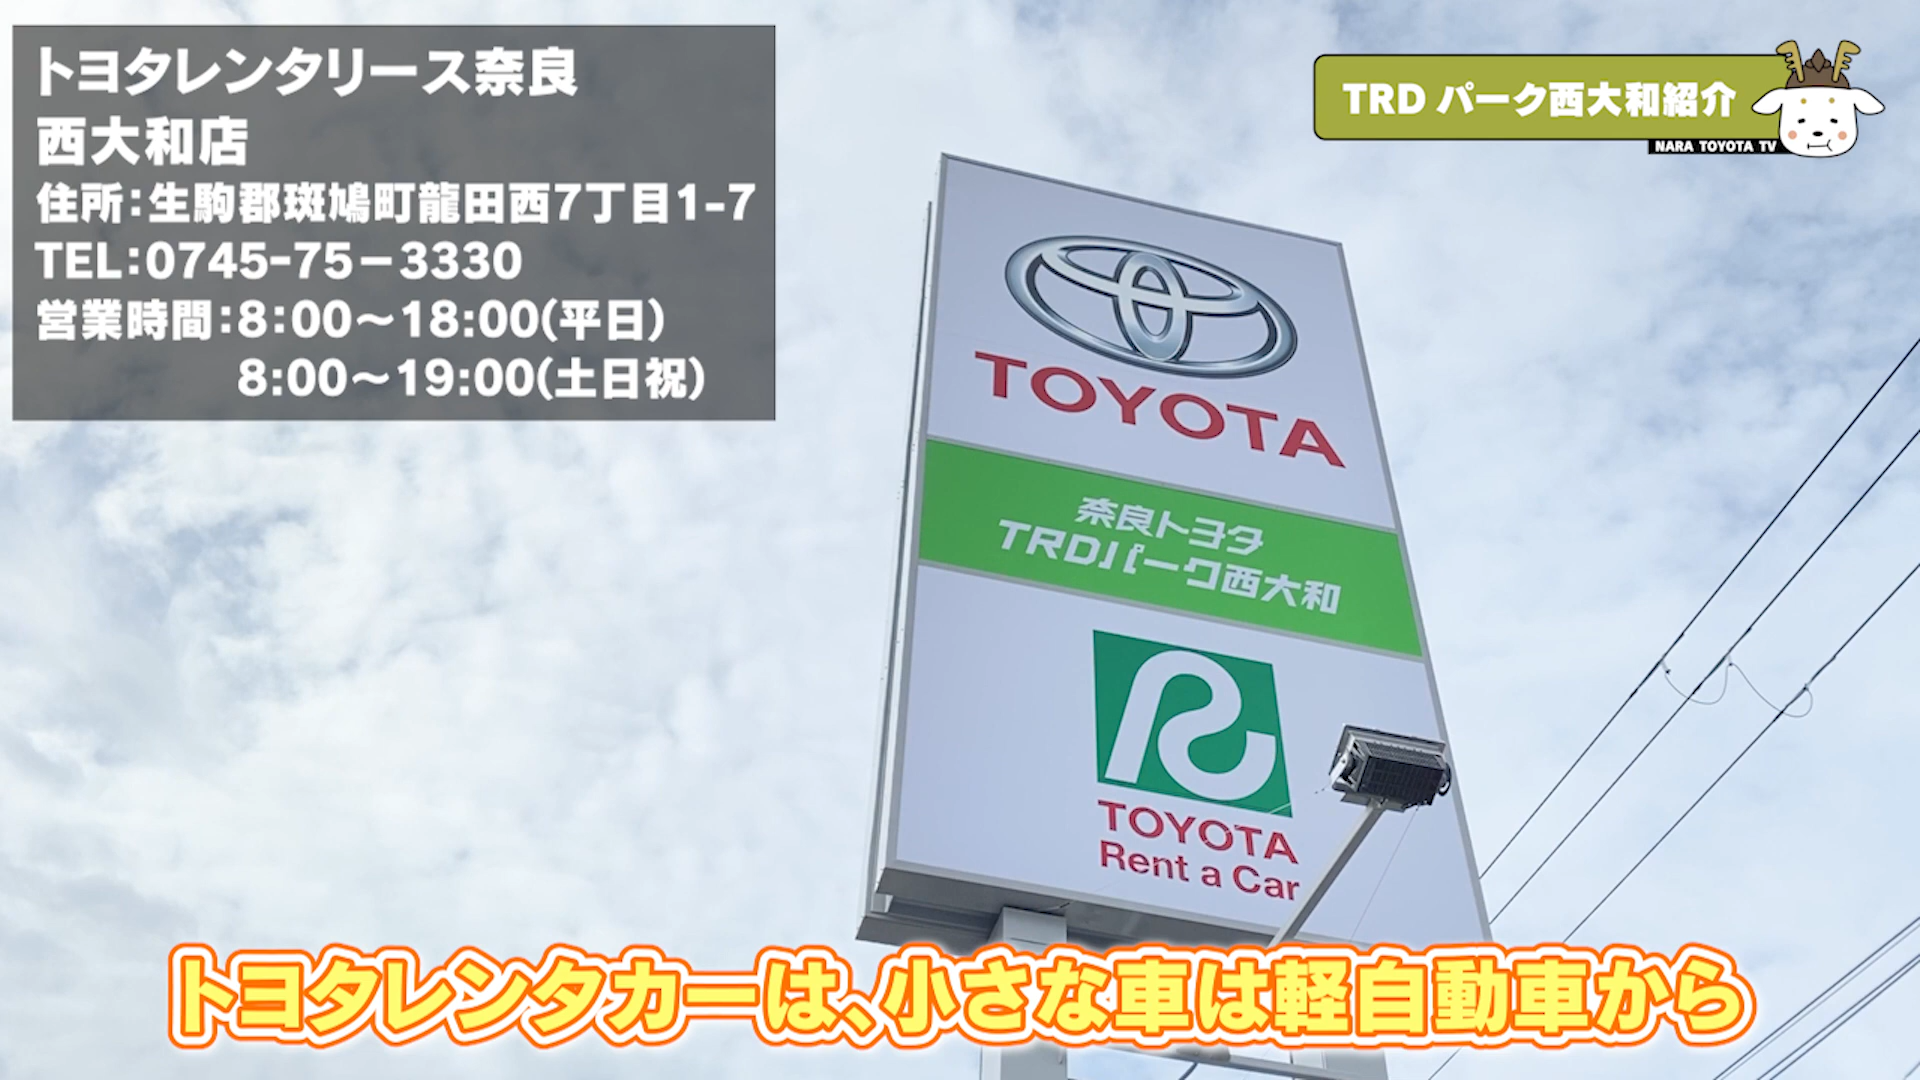 トヨタレンタリース奈良
西大和店
住所：生駒郡斑鳩町龍田西7丁目1-7
TEL：0745-75－3330
営業時間：8：00～18:00(平日)
8:00～19:00(土日祝)
TRD パーク西大和紹介
NARA TOYOTA TV
TOYOTA
奈良トヨタ
TRDパーク西大和
TOYOTA
Rent a Car
トヨタレンタカーは、小さな車は軽自動車から